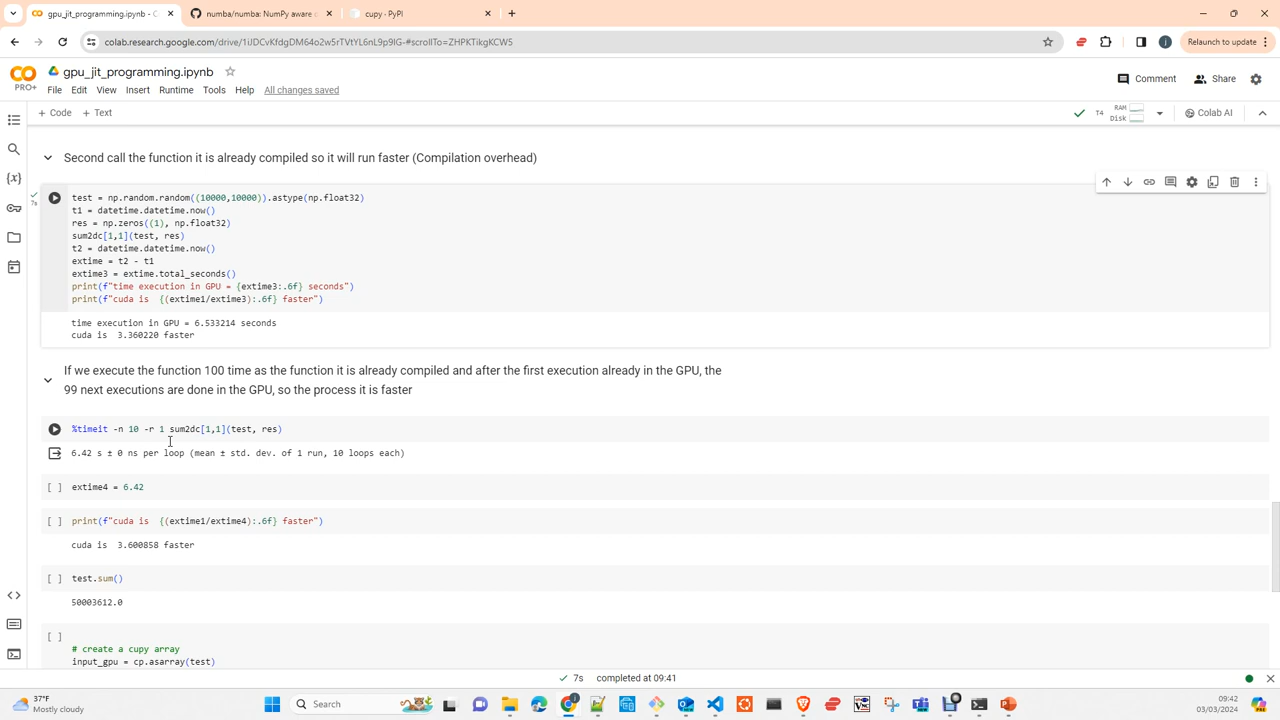 gpu_jit_programming.ipynb - C
numba/numba: NumPy aware
cupy · PyPI
colab.research.google.com/drive/1iJDCvKfdgDM64o2w5rTVtYL6nL9p9lG-#scrollTo=ZHPKTikgKCW5
Relaunch to update
PRO+
gpu_jit_programming.ipynb
File Edit View Insert Runtime Tools Help All changes saved
Comment Share
+ Code + Text
T4 RAM Disk Colab AI
Second call the function it is already compiled so it will run faster (Compilation overhead)
7s
test = np.random.random((10000,10000)).astype(np.float32)
t1 = datetime.datetime.now()
res = np.zeros((1), np.float32)
sum2dc[1,1](test, res)
t2 = datetime.datetime.now()
extime = t2 - t1
extime3 = extime.total_seconds()
print(f"time execution in GPU = {extime3:.6f} seconds")
print(f"cuda is  {(extime1/extime3):.6f} faster")
time execution in GPU = 6.533214 seconds
cuda is  3.360220 faster
If we execute the function 100 time as the function it is already compiled and after the first execution already in the GPU, the
99 next executions are done in the GPU, so the process it is faster
%timeit -n 10 -r 1 sum2dc[1,1](test, res)
6.42 s ± 0 ns per loop (mean ± std. dev. of 1 run, 10 loops each)
[ ] extime4 = 6.42
[ ] print(f"cuda is  {(extime1/extime4):.6f} faster")
cuda is  3.600858 faster
[ ] test.sum()
50003612.0
[ ]
# create a cupy array
input_gpu = cp.asarray(test)
7s completed at 09:41
37°F
Mostly cloudy
Search
09:42
03/03/2024